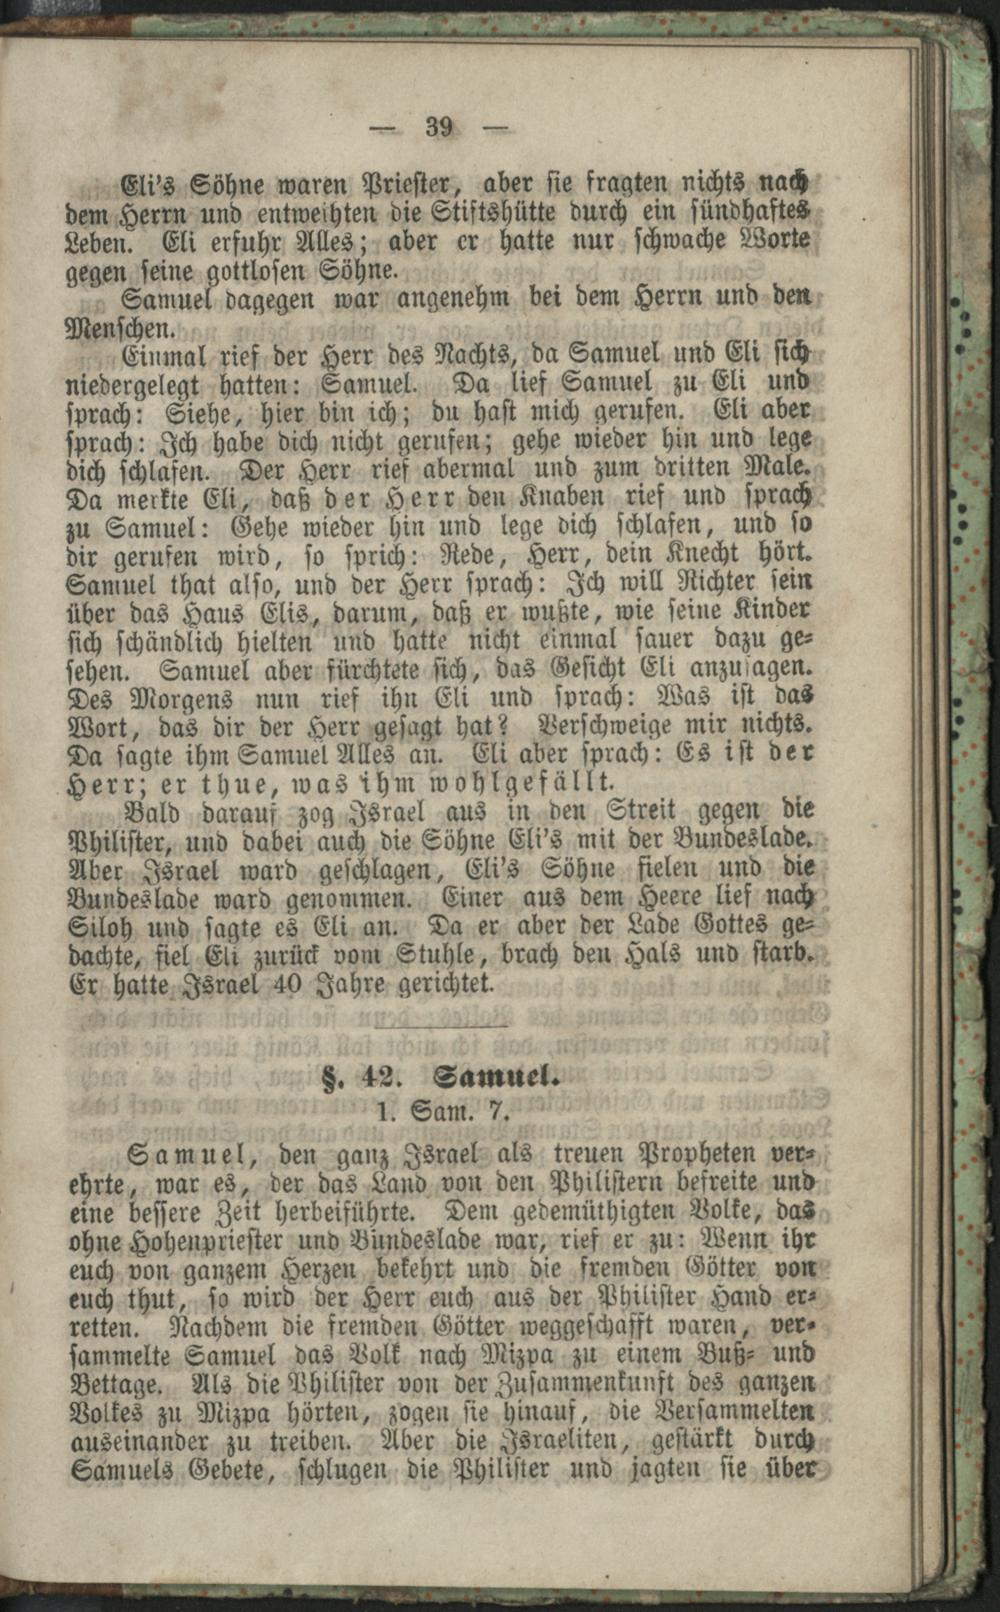 — 39 —
Eli's Söhne waren Priester, aber sie fragten nichts nach
dem Herrn und entweihten die Stiftshütte durch ein sündhaftes
Leben. Eli erfuhr Alles; aber er hatte nur schwache Worte
gegen seine gottlosen Söhne.
Samuel dagegen war angenehm bei dem Herrn und den
Menschen.
Einmal rief der Herr des Nachts, da Samuel und Eli sich
niedergelegt hatten: Samuel. Da lief Samuel zu Eli und
sprach: Siehe, hier bin ich; du hast mich gerufen. Eli aber
sprach: Ich habe dich nicht gerufen; gehe wieder hin und lege
dich schlafen. Der Herr rief abermal und zum dritten Male.
Da merkte Eli, daß der Herr den Knaben rief und sprach
zu Samuel: Gehe wieder hin und lege dich schlafen, und so
dir gerufen wird, so sprich: Rede, Herr, dein Knecht hört.
Samuel that also, und der Herr sprach: Ich will Richter sein
über das Haus Elis, darum, daß er wußte, wie seine Kinder
sich schändlich hielten und hatte nicht einmal sauer dazu ge-
sehen. Samuel aber fürchtete sich, das Gesicht Eli anzusagen.
Des Morgens nun rief ihn Eli und sprach: Was ist das
Wort, das dir der Herr gesagt hat? Verschweige mir nichts.
Da sagte ihm Samuel Alles an. Eli aber sprach: Es ist der
Herr; er thue, was ihm wohlgefällt.
Bald darauf zog Israel aus in den Streit gegen die
Philister, und dabei auch die Söhne Eli's mit der Bundeslade.
Aber Israel ward geschlagen, Eli's Söhne fielen und die
Bundeslade ward genommen. Einer aus dem Heere lief nach
Siloh und sagte es Eli an. Da er aber der Lade Gottes ge-
dachte, fiel Eli zurück vom Stuhle, brach den Hals und starb.
Er hatte Israel 40 Jahre gerichtet.
§. 42. Samuel.
1. Sam. 7.
Samuel, den ganz Israel als treuen Propheten ver-
ehrte, war es, der das Land von den Philistern befreite und
eine bessere Zeit herbeiführte. Dem gedemüthigten Volke, das
ohne Hohenpriester und Bundeslade war, rief er zu: Wenn ihr
euch von ganzem Herzen bekehrt und die fremden Götter von
euch thut, so wird der Herr euch aus der Philister Hand er-
retten. Nachdem die fremden Götter weggeschafft waren, ver-
sammelte Samuel das Volk nach Mizpa zu einem Buß- und
Bettage. Als die Philister von der Zusammenkunft des ganzen
Volkes zu Mizpa hörten, zogen sie hinauf, die Versammelten
auseinander zu treiben. Aber die Israeliten, gestärkt durch
Samuels Gebete, schlugen die Philister und jagten sie über